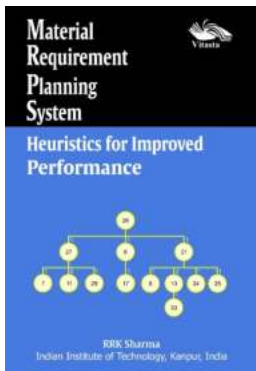 Material
Requirement
Planning
System
Vitasta
Heuristics for Improved
Performance
RRK Sharma
Indian Institute of Technology, Kanpur, India